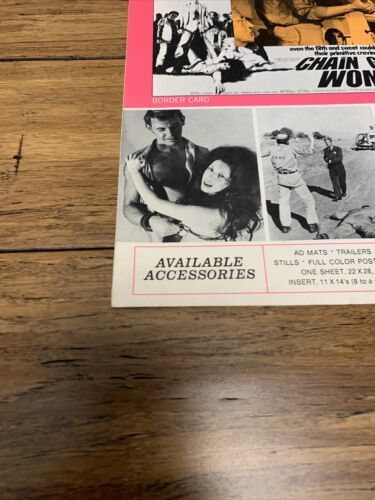 even the filth and sweat could
their primitive cravin
CHAIN G
WOM
BORDER CARD
AVAILABLE
ACCESSORIES
AD MATS • TRAILERS
STILLS • FULL COLOR POST
ONE SHEET, 22 X 28,
INSERT, 11 X 14's (8 to a